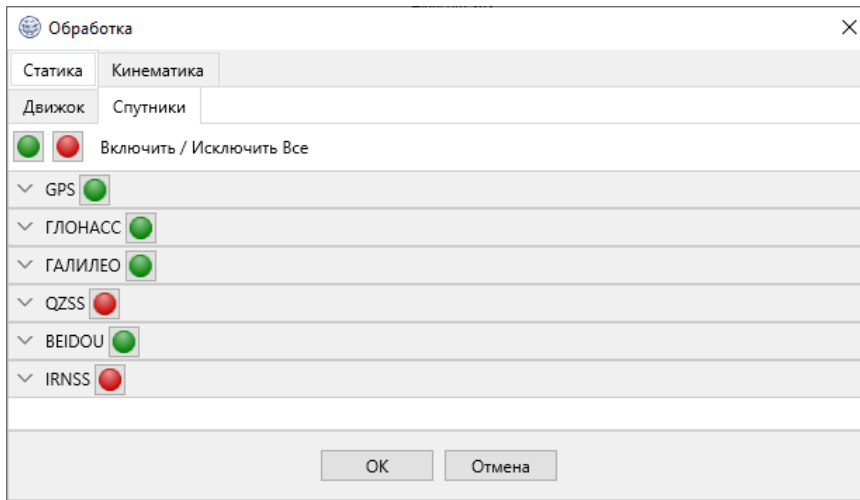 Обработка
Статика Кинематика
Движок Спутники
Включить / Исключить Все
GPS
ГЛОНАСС
ГАЛИЛЕО
QZSS
BEIDOU
IRNSS
OK Отмена